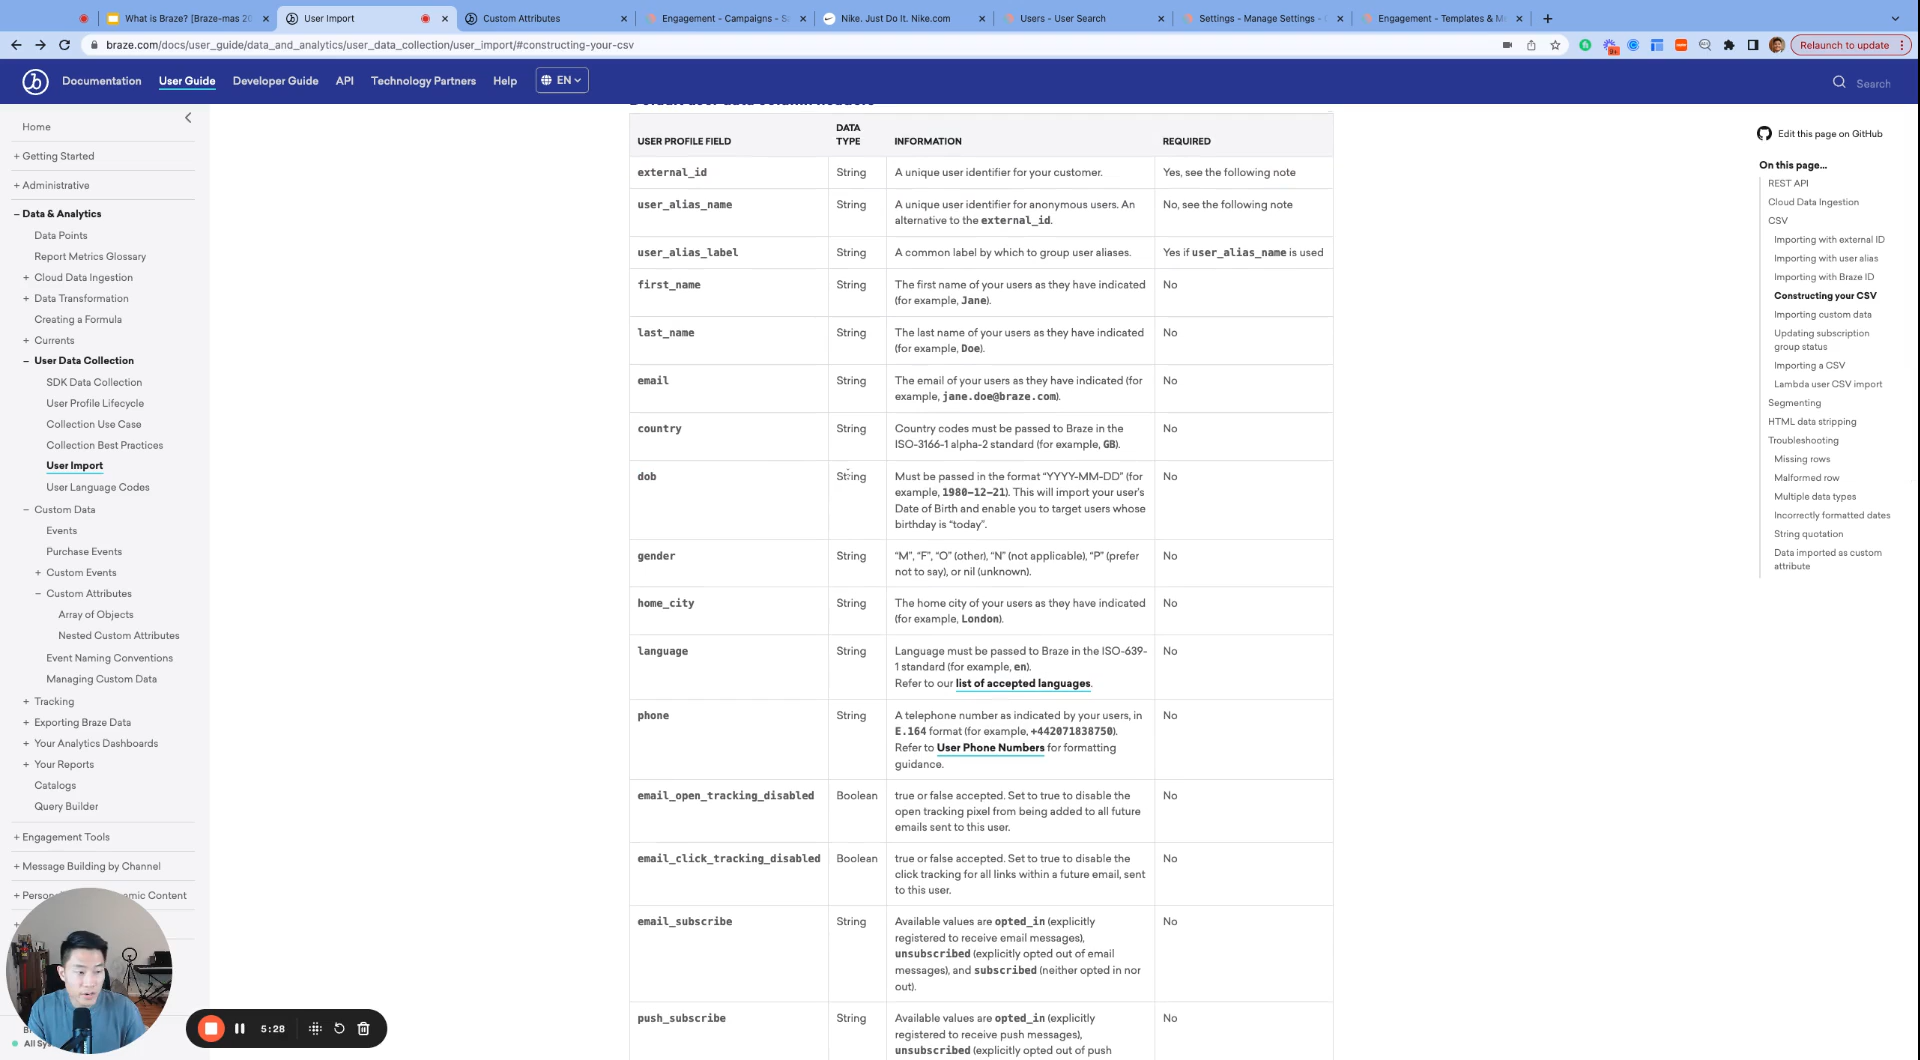 What is Braze? [Braze-mas 20
User Import
Custom Attributes
Engagement - Campaigns - S
Nike. Just Do It. Nike.com
Users - User Search
Settings - Manage Settings -
Engagement - Templates & M
braze.com/docs/user_guide/data_and_analytics/user_data_collection/user_import/#constructing-your-csv
9+
Relaunch to update
Documentation
User Guide
Developer Guide
API
Technology Partners
Help
EN
Search
Home
+ Getting Started
+ Administrative
– Data & Analytics
Data Points
Report Metrics Glossary
+ Cloud Data Ingestion
+ Data Transformation
Creating a Formula
+ Currents
– User Data Collection
SDK Data Collection
User Profile Lifecycle
Collection Use Case
Collection Best Practices
User Import
User Language Codes
– Custom Data
Events
Purchase Events
+ Custom Events
– Custom Attributes
Array of Objects
Nested Custom Attributes
Event Naming Conventions
Managing Custom Data
+ Tracking
+ Exporting Braze Data
+ Your Analytics Dashboards
+ Your Reports
Catalogs
Query Builder
+ Engagement Tools
+ Message Building by Channel
+ Person
amic Content
All Sys
5:28
Default user data column headers
USER PROFILE FIELD
DATA
TYPE
INFORMATION
REQUIRED
external_id
String
A unique user identifier for your customer.
Yes, see the following note
user_alias_name
String
A unique user identifier for anonymous users. An
alternative to the external_id.
No, see the following note
user_alias_label
String
A common label by which to group user aliases.
Yes if user_alias_name is used
first_name
String
The first name of your users as they have indicated
(for example, Jane).
No
last_name
String
The last name of your users as they have indicated
(for example, Doe).
No
email
String
The email of your users as they have indicated (for
example, jane.doe@braze.com).
No
country
String
Country codes must be passed to Braze in the
ISO-3166-1 alpha-2 standard (for example, GB).
No
dob
String
Must be passed in the format “YYYY-MM-DD” (for
example, 1980-12-21). This will import your user's
Date of Birth and enable you to target users whose
birthday is “today”.
No
gender
String
“M”, “F”, “O” (other), “N” (not applicable), “P” (prefer
not to say), or nil (unknown).
No
home_city
String
The home city of your users as they have indicated
(for example, London).
No
language
String
Language must be passed to Braze in the ISO-639-
1 standard (for example, en).
Refer to our list of accepted languages.
No
phone
String
A telephone number as indicated by your users, in
E.164 format (for example, +442071838750).
Refer to User Phone Numbers for formatting
guidance.
No
email_open_tracking_disabled
Boolean
true or false accepted. Set to true to disable the
open tracking pixel from being added to all future
emails sent to this user.
No
email_click_tracking_disabled
Boolean
true or false accepted. Set to true to disable the
click tracking for all links within a future email, sent
to this user.
No
email_subscribe
String
Available values are opted_in (explicitly
registered to receive email messages),
unsubscribed (explicitly opted out of email
messages), and subscribed (neither opted in nor
out).
No
push_subscribe
String
Available values are opted_in (explicitly
registered to receive push messages),
unsubscribed (explicitly opted out of push
No
Edit this page on GitHub
On this page...
REST API
Cloud Data Ingestion
CSV
Importing with external ID
Importing with user alias
Importing with Braze ID
Constructing your CSV
Importing custom data
Updating subscription
group status
Importing a CSV
Lambda user CSV import
Segmenting
HTML data stripping
Troubleshooting
Missing rows
Malformed row
Multiple data types
Incorrectly formatted dates
String quotation
Data imported as custom
attribute